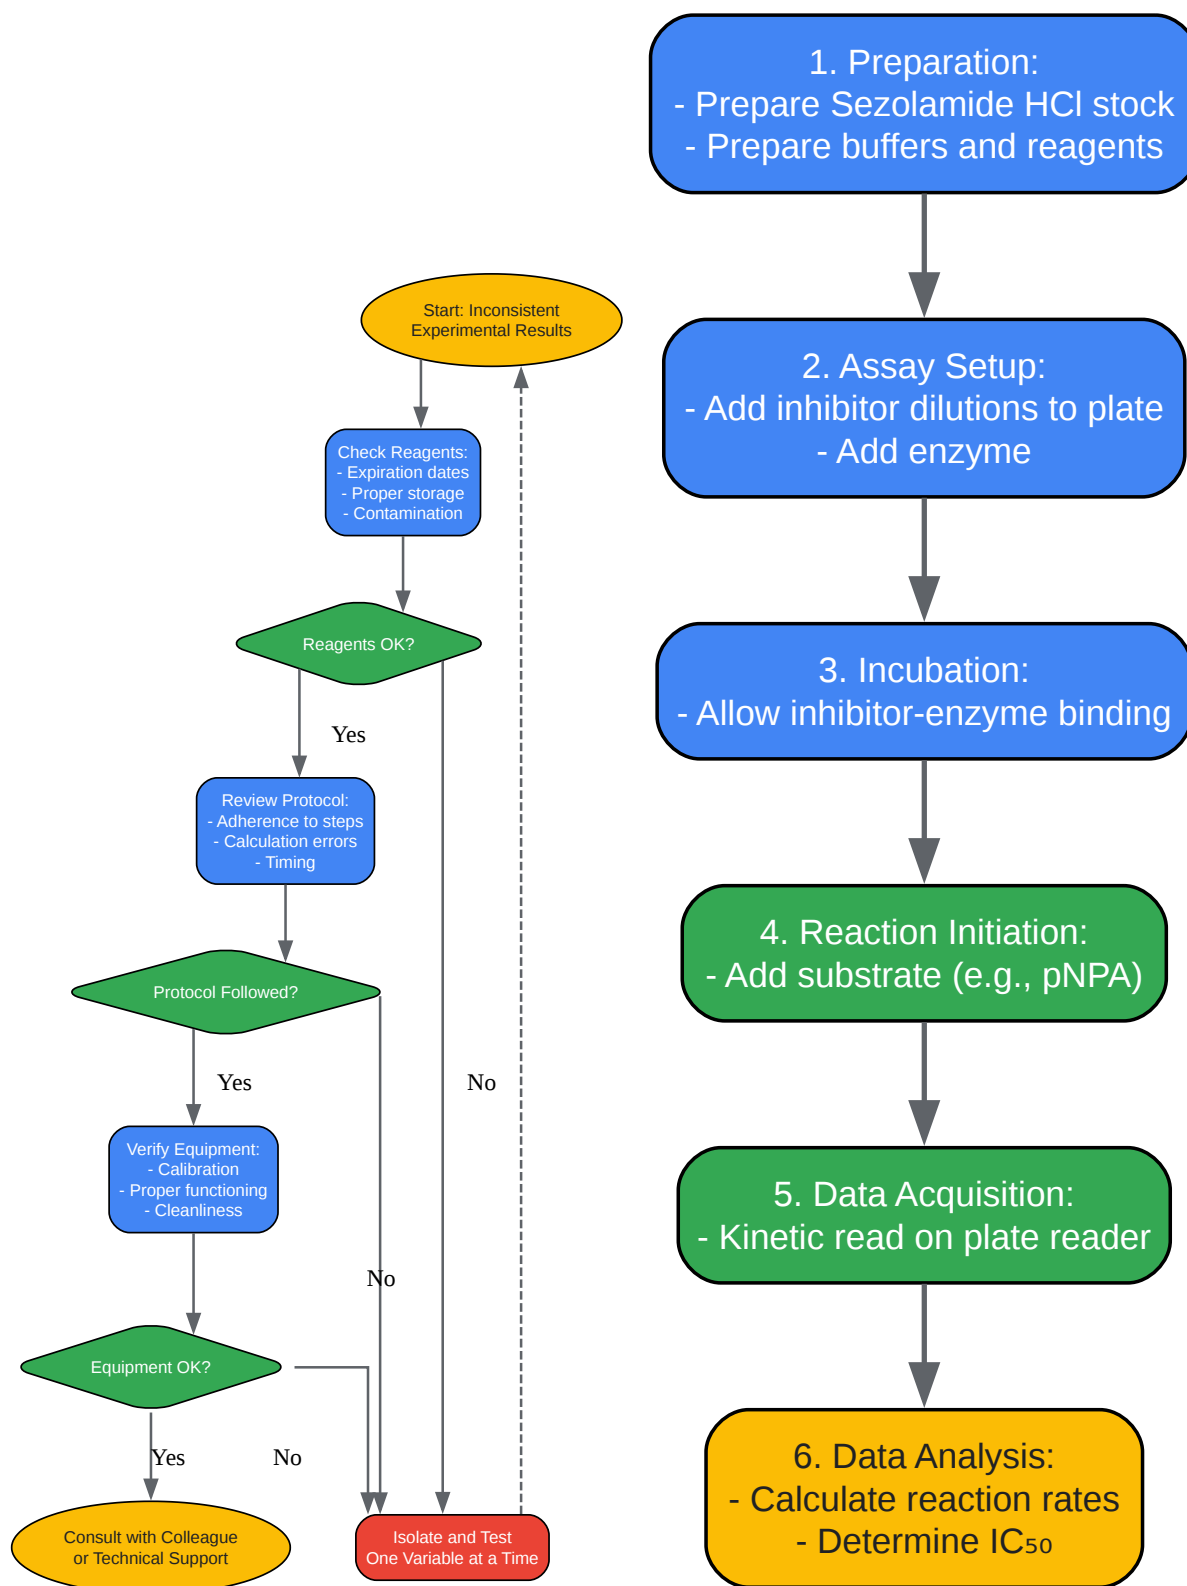 Start: Inconsistent
Experimental Results
Check Reagents:
- Expiration dates
- Proper storage
- Contamination
Reagents OK?
Yes
Review Protocol:
- Adherence to steps
- Calculation errors
- Timing
Protocol Followed?
Yes
No
Verify Equipment:
- Calibration
- Proper functioning
- Cleanliness
No
Equipment OK?
Yes
No
Consult with Colleague
or Technical Support
Isolate and Test
One Variable at a Time
1. Preparation:
- Prepare Sezolamide HCl stock
- Prepare buffers and reagents
2. Assay Setup:
- Add inhibitor dilutions to plate
- Add enzyme
3. Incubation:
- Allow inhibitor-enzyme binding
4. Reaction Initiation:
- Add substrate (e.g., pNPA)
5. Data Acquisition:
- Kinetic read on plate reader
6. Data Analysis:
- Calculate reaction rates
- Determine IC₅₀